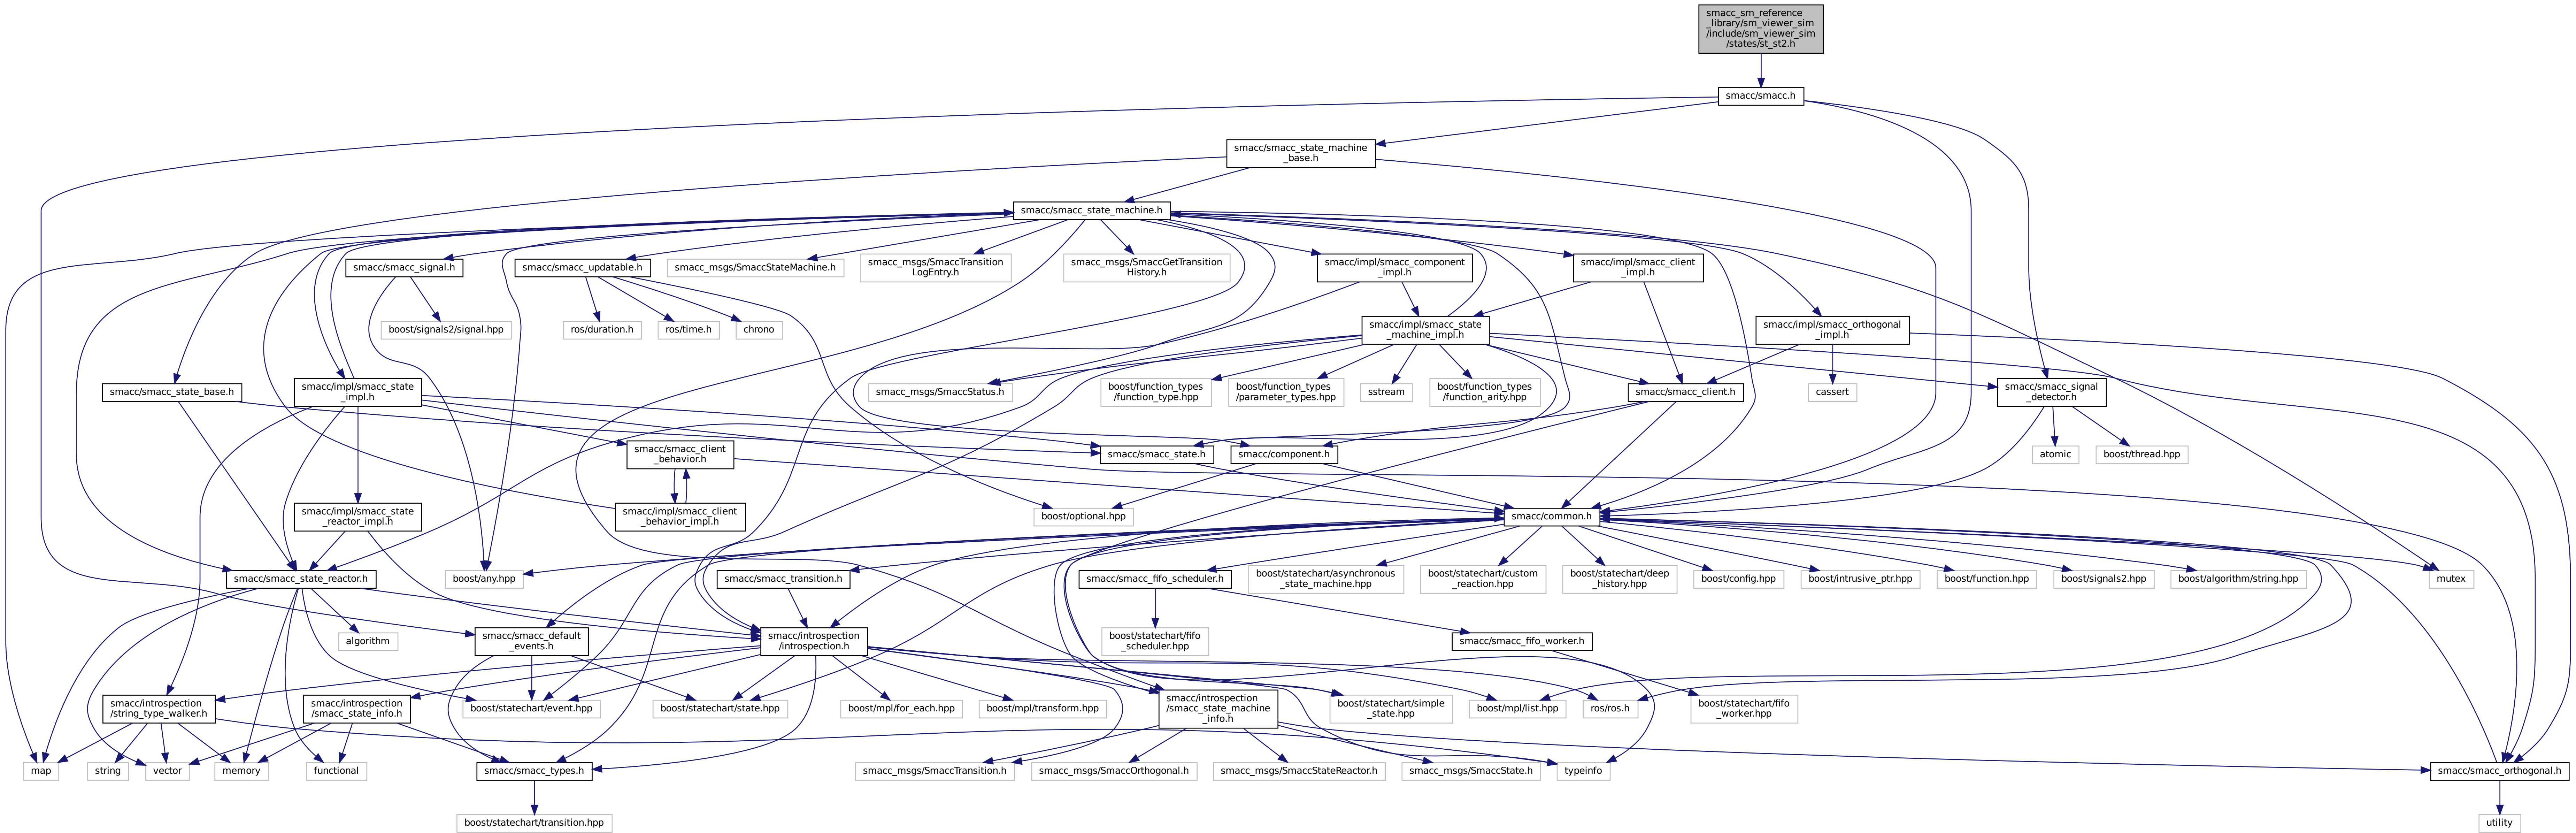 smacc_sm_reference
_library/sm_viewer_sim
/include/sm_viewer_sim
/states/st_st2.h
smacc/smacc.h
smacc/smacc_state_machine
_base.h
smacc/smacc_state_machine.h
smacc/smacc_signal.h
smacc/smacc_updatable.h
smacc_msgs/SmaccStateMachine.h
smacc_msgs/SmaccTransition
LogEntry.h
smacc_msgs/SmaccGetTransition
History.h
smacc/impl/smacc_component
_impl.h
smacc/impl/smacc_client
_impl.h
boost/signals2/signal.hpp
ros/duration.h
ros/time.h
chrono
smacc/impl/smacc_state
_machine_impl.h
smacc/impl/smacc_orthogonal
_impl.h
smacc/smacc_state_base.h
smacc/impl/smacc_state
_impl.h
smacc_msgs/SmaccStatus.h
boost/function_types
/function_type.hpp
boost/function_types
/parameter_types.hpp
sstream
boost/function_types
/function_arity.hpp
smacc/smacc_client.h
cassert
smacc/smacc_signal
_detector.h
smacc/smacc_client
_behavior.h
smacc/smacc_state.h
smacc/component.h
atomic
boost/thread.hpp
smacc/impl/smacc_state
_reactor_impl.h
smacc/impl/smacc_client
_behavior_impl.h
boost/optional.hpp
smacc/common.h
smacc/smacc_state_reactor.h
boost/any.hpp
smacc/smacc_transition.h
smacc/smacc_fifo_scheduler.h
boost/statechart/asynchronous
_state_machine.hpp
boost/statechart/custom
_reaction.hpp
boost/statechart/deep
_history.hpp
boost/config.hpp
boost/intrusive_ptr.hpp
boost/function.hpp
boost/signals2.hpp
boost/algorithm/string.hpp
mutex
algorithm
smacc/smacc_default
_events.h
smacc/introspection
/introspection.h
boost/statechart/fifo
_scheduler.hpp
smacc/smacc_fifo_worker.h
smacc/introspection
/string_type_walker.h
smacc/introspection
/smacc_state_info.h
boost/statechart/event.hpp
boost/statechart/state.hpp
boost/mpl/for_each.hpp
boost/mpl/transform.hpp
smacc/introspection
/smacc_state_machine
_info.h
boost/statechart/simple
_state.hpp
boost/mpl/list.hpp
ros/ros.h
boost/statechart/fifo
_worker.hpp
map
string
vector
memory
functional
smacc/smacc_types.h
smacc_msgs/SmaccTransition.h
smacc_msgs/SmaccOrthogonal.h
smacc_msgs/SmaccStateReactor.h
smacc_msgs/SmaccState.h
typeinfo
smacc/smacc_orthogonal.h
boost/statechart/transition.hpp
utility